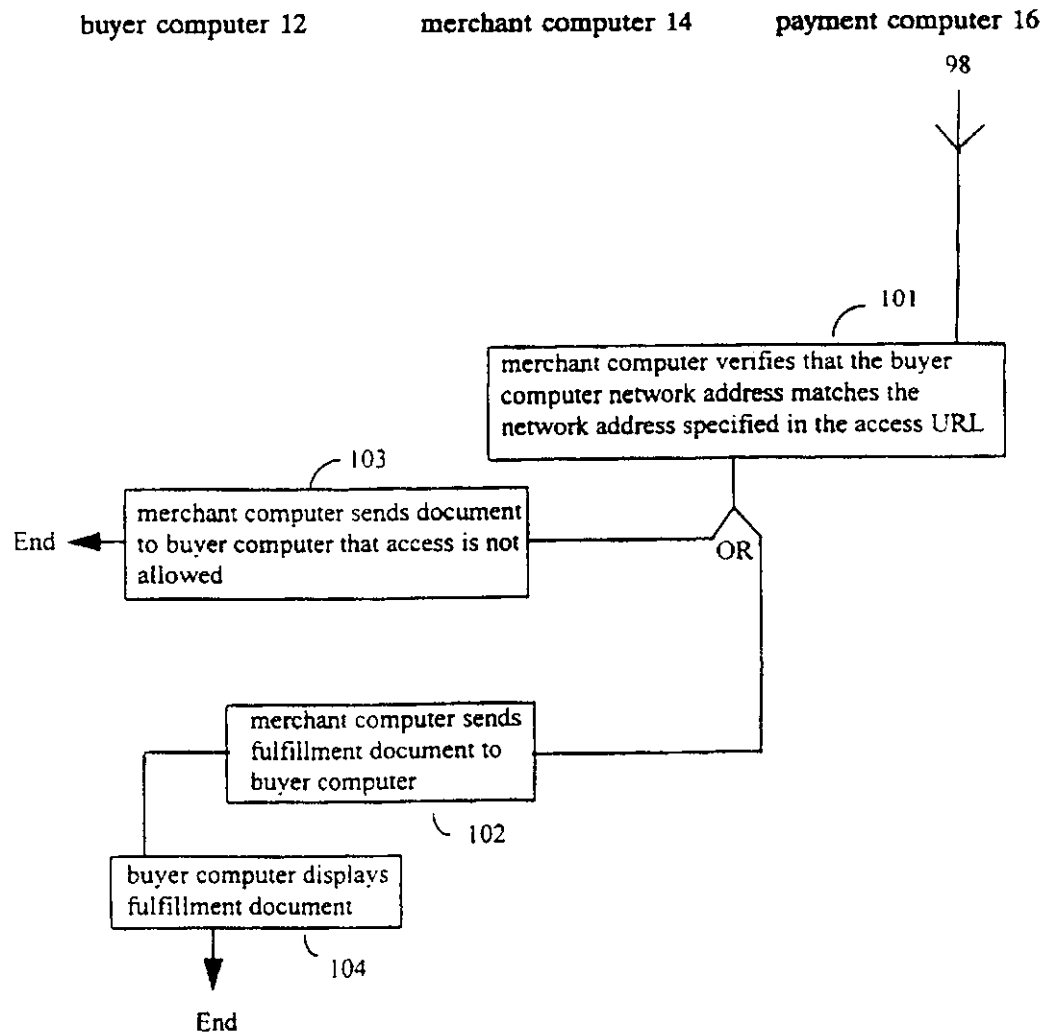 buyer computer 12 merchant computer 14 payment computer 16
98
101
merchant computer verifies that the buyer
computer network address matches the
network address specified in the access URL
103
merchant computer sends document
to buyer computer that access is not
allowed
End
OR
merchant computer sends
fulfillment document to
buyer computer
102
buyer computer displays
fulfillment document
104
End